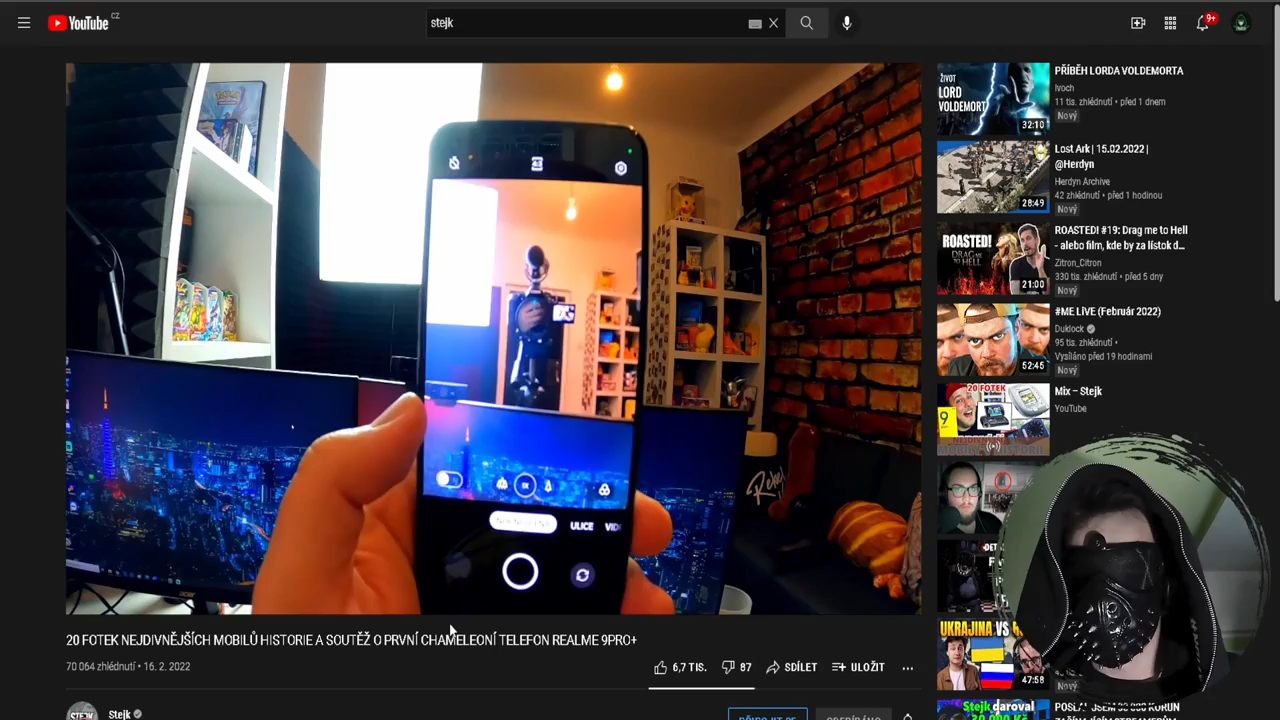 YouTube CZ
stejk
9+
ULICE
VID
20 FOTEK NEJDIVNĚJŠÍCH MOBILŮ HISTORIE A SOUTĚŽ O PRVNÍ CHAMELEONÍ TELEFON REALME 9PRO+
70 064 zhlédnutí • 16. 2. 2022
6,7 TIS.
87
SDÍLET
ULOŽIT
Stejk
ŽIVOT
LORD
VOLDEMORT
32:10
PŘÍBĚH LORDA VOLDEMORTA
Ivoch
11 tis. zhlédnutí • před 1 dnem
Nový
28:49
Lost Ark | 15.02.2022 |
@Herdyn
Herdyn Archive
42 zhlédnutí • před 1 hodinou
Nový
ROASTED!
DRAG ME
TO HELL
21:00
ROASTED! #19: Drag me to Hell
- alebo film, kde by za lístok d...
Zitron_Citron
330 tis. zhlédnutí • před 5 dny
Nový
52:45
#ME LIVE (Február 2022)
Duklock
95 tis. zhlédnutí •
Vysíláno před 19 hodinami
Nový
20 FOTEK
Mix – Stejk
YouTube
UKRAJINA VS
47:58
Nový
Stejk daroval